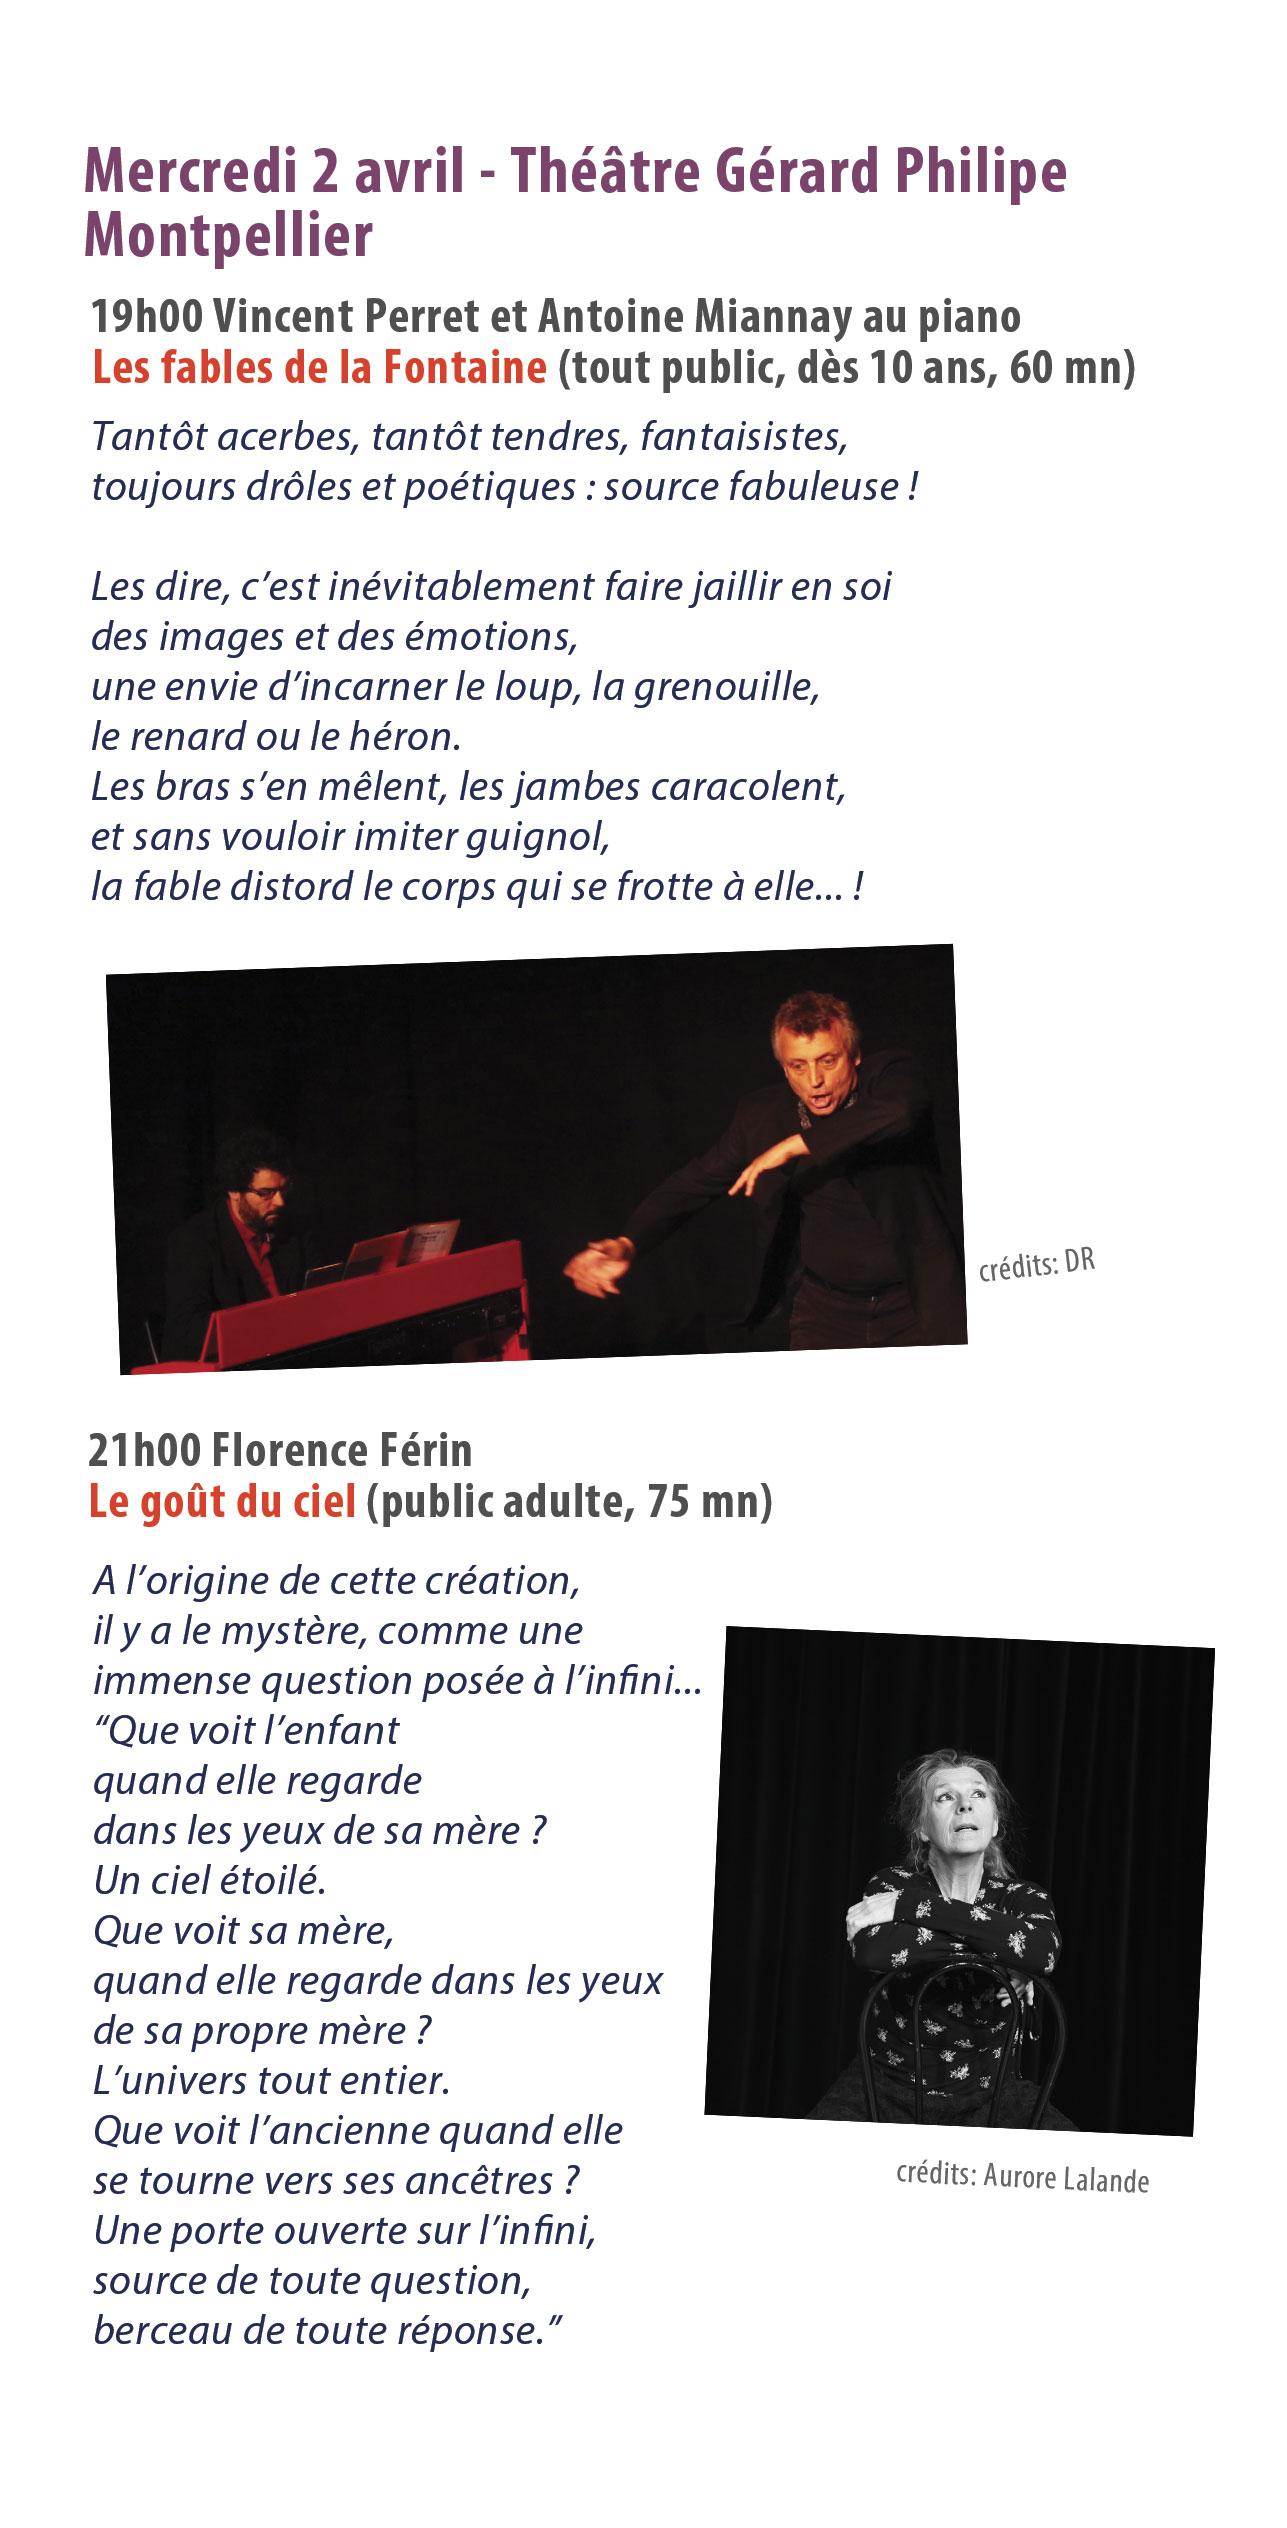 Mercredi 2 avril - Théâtre Gérard Philipe
Montpellier
19h00 Vincent Perret et Antoine Miannay au piano
Les fables de la Fontaine (tout public, dès 10 ans, 60 mn)
Tantôt acerbes, tantôt tendres, fantaisistes,
toujours drôles et poétiques : source fabuleuse !
Les dire, c’est inévitablement faire jaillir en soi
des images et des émotions,
une envie d’incarner le loup, la grenouille,
le renard ou le héron.
Les bras s’en mêlent, les jambes caracolent,
et sans vouloir imiter guignol,
la fable distord le corps qui se frotte à elle... !
crédits: DR
21h00 Florence Férin
Le goût du ciel (public adulte, 75 mn)
A l’origine de cette création,
il y a le mystère, comme une
immense question posée à l’infini...
“Que voit l’enfant
quand elle regarde
dans les yeux de sa mère ?
Un ciel étoilé.
Que voit sa mère,
quand elle regarde dans les yeux
de sa propre mère ?
L’univers tout entier.
Que voit l’ancienne quand elle
se tourne vers ses ancêtres ?
Une porte ouverte sur l’infini,
source de toute question,
berceau de toute réponse.”
crédits: Aurore Lalande